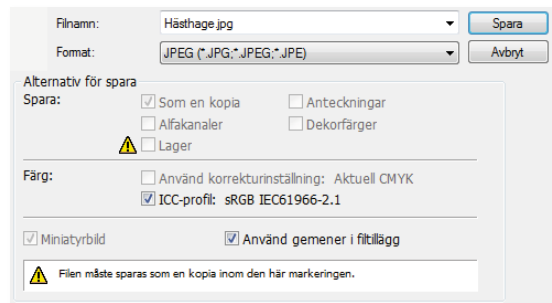 Filnamn: Hästhage.jpg Spara
Format: JPEG (*.JPG;*.JPEG;*.JPE) Avbryt
Alternativ för spara
Spara: Som en kopia Anteckningar
Alfakanaler Dekorfärger
Lager
Färg: Använd korrekturinställning: Aktuell CMYK
ICC-profil: sRGB IEC61966-2.1
Miniatyrbild Använd gemener i filtillägg
Filen måste sparas som en kopia inom den här markeringen.